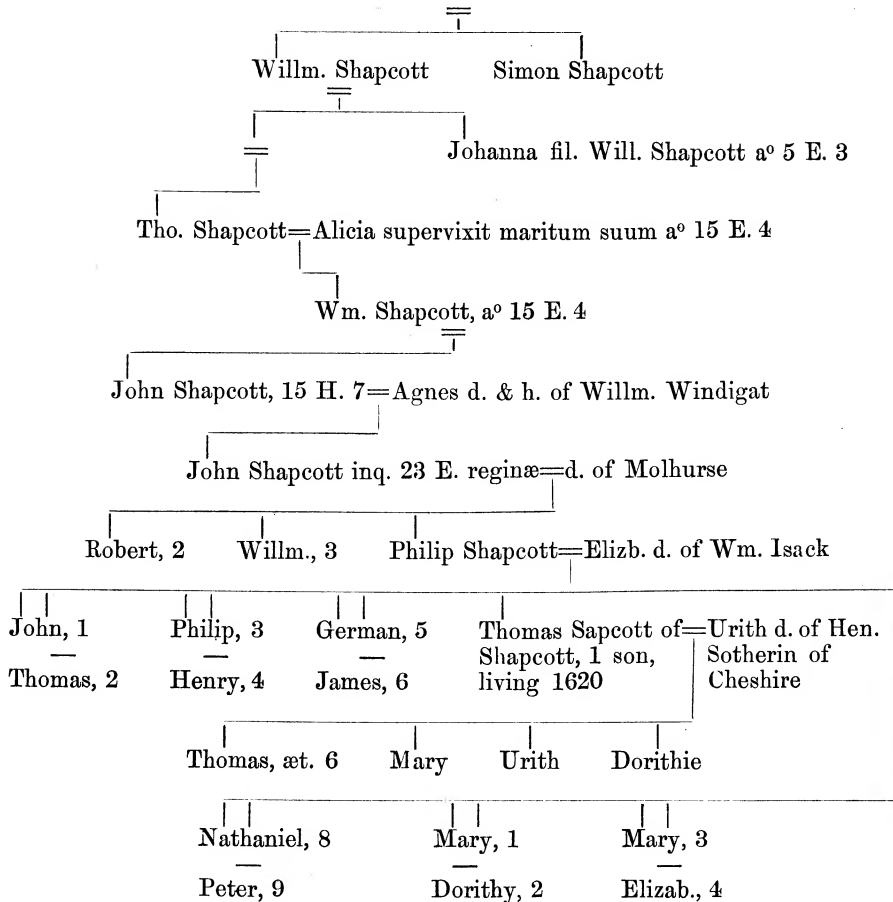 Willm. Shapcott Simon Shapcott
Johanna fil. Will. Shapcott aº 5 E. 3
Tho. Shapcott=Alicia supervixit maritum suum aº 15 E. 4
Wm. Shapcott, aº 15 E. 4
John Shapcott, 15 H. 7=Agnes d. & h. of Willm. Windigat
John Shapcott inq. 23 E. reginæ=d. of Molhurse
Robert, 2 Willm., 3 Philip Shapcott=Elizb. d. of Wm. Isack
John, 1 Philip, 3 German, 5 Thomas Sapcott of=Urith d. of Hen.
Shapcott, 1 son, Sotherin of
Thomas, 2 Henry, 4 James, 6 living 1620 Cheshire
Thomas, æt. 6 Mary Urith Dorithie
Nathaniel, 8 Mary, 1 Mary, 3
Peter, 9 Dorithy, 2 Elizab., 4